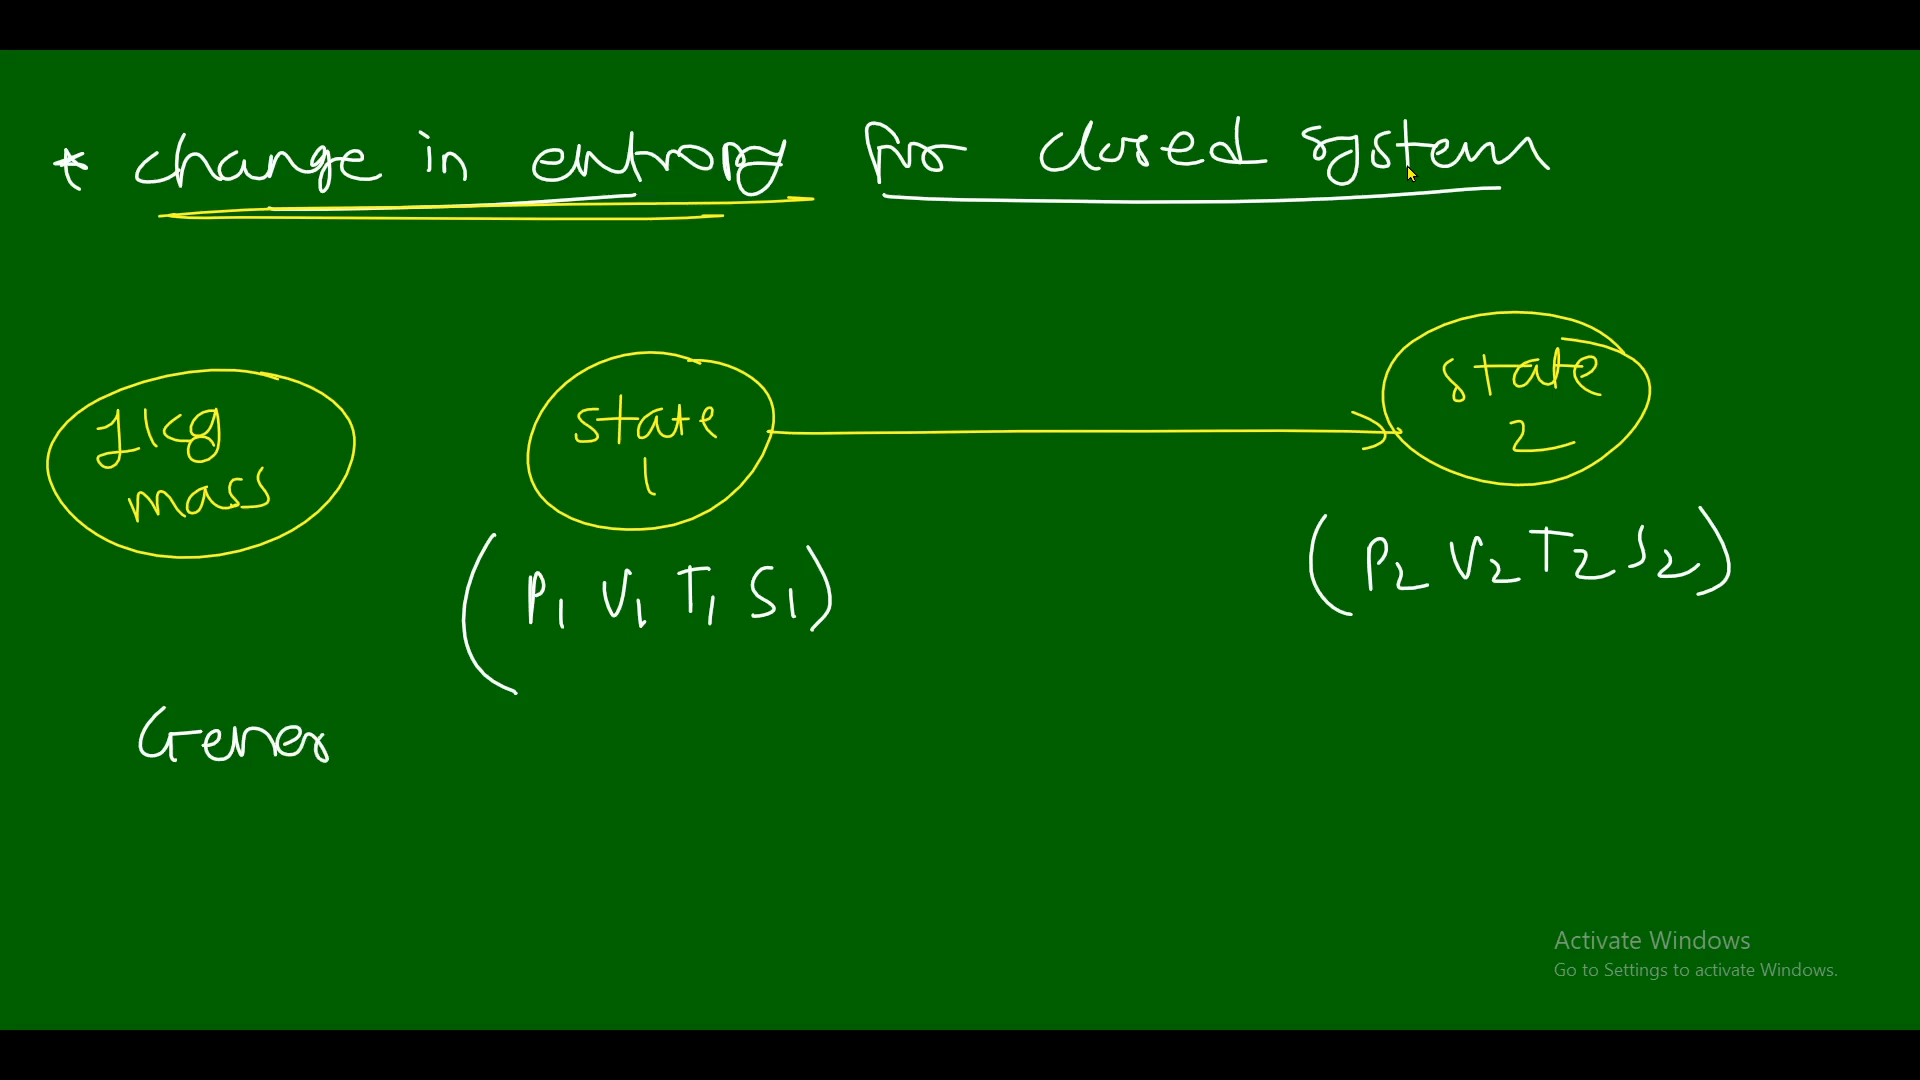 * change in entropy for closed system
1kg mass
state 1
state 2
(P1 V1 T1 S1)
(P2 V2 T2 S2)
Gener
Activate Windows
Go to Settings to activate Windows.